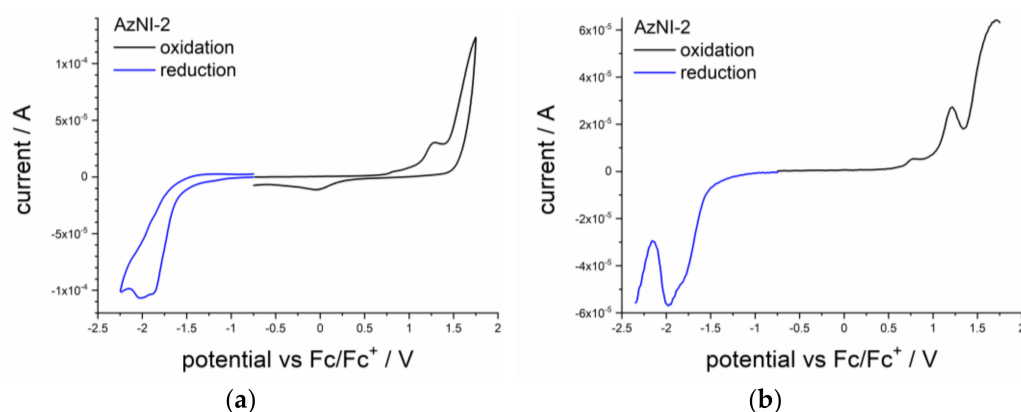 AzNI-2
oxidation
reduction
1x10⁻⁴
5x10⁻⁵
0
-5x10⁻⁵
-1x10⁻⁴
current / A
-2.5 -2 -1.5 -1 -0.5 0 0.5 1 1.5 2
potential vs Fc/Fc⁺ / V
(a)
AzNI-2
oxidation
reduction
6x10⁻⁵
4x10⁻⁵
2x10⁻⁵
0
-2x10⁻⁵
-4x10⁻⁵
-6x10⁻⁵
current / A
-2.5 -2 -1.5 -1 -0.5 0 0.5 1 1.5 2
potential vs Fc/Fc⁺ / V
(b)